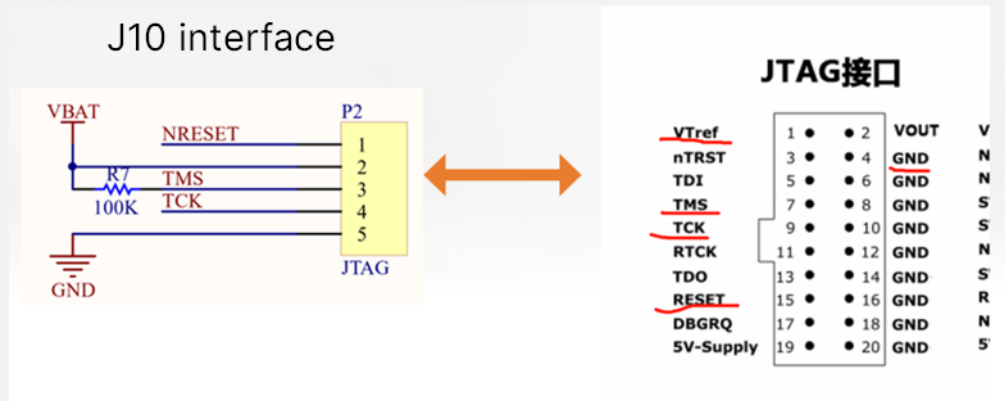 J10 interface
VBAT
P2
NRESET
1
2
R7
TMS
3
100K
TCK
4
5
JTAG
GND
JTAG接口
VTref 1 2 VOUT V
nTRST 3 4 GND N
TDI 5 6 GND N
TMS 7 8 GND S
TCK 9 10 GND S
RTCK 11 12 GND N
TDO 13 14 GND S
RESET 15 16 GND R
DBGRQ 17 18 GND N
5V-Supply 19 20 GND 5